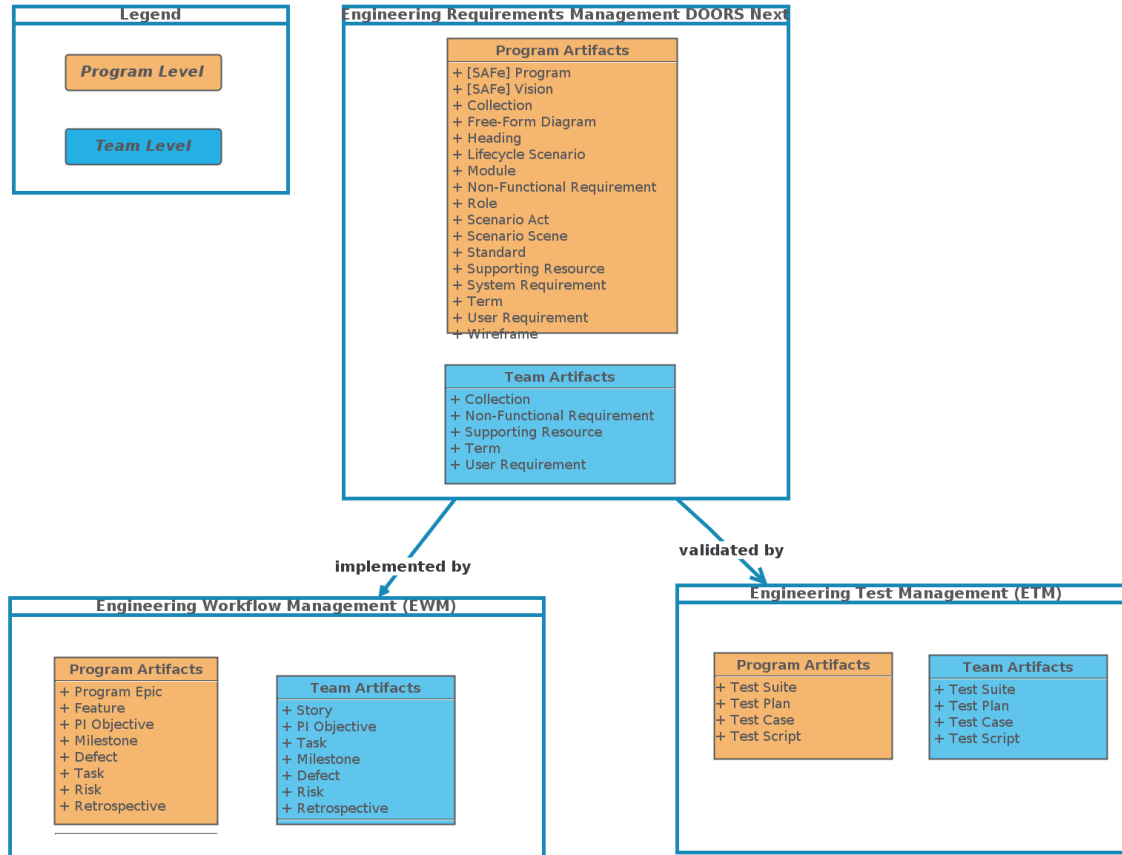 Legend
Program Level
Team Level
Engineering Requirements Management DOORS Next
Program Artifacts
+ [SAFe] Program
+ [SAFe] Vision
+ Collection
+ Free-Form Diagram
+ Heading
+ Lifecycle Scenario
+ Module
+ Non-Functional Requirement
+ Role
+ Scenario Act
+ Scenario Scene
+ Standard
+ Supporting Resource
+ System Requirement
+ Term
+ User Requirement
+ Wireframe
Team Artifacts
+ Collection
+ Non-Functional Requirement
+ Supporting Resource
+ Term
+ User Requirement
implemented by
validated by
Engineering Workflow Management (EWM)
Program Artifacts
+ Program Epic
+ Feature
+ PI Objective
+ Milestone
+ Defect
+ Task
+ Risk
+ Retrospective
Team Artifacts
+ Story
+ PI Objective
+ Task
+ Milestone
+ Defect
+ Risk
+ Retrospective
Engineering Test Management (ETM)
Program Artifacts
+ Test Suite
+ Test Plan
+ Test Case
+ Test Script
Team Artifacts
+ Test Suite
+ Test Plan
+ Test Case
+ Test Script